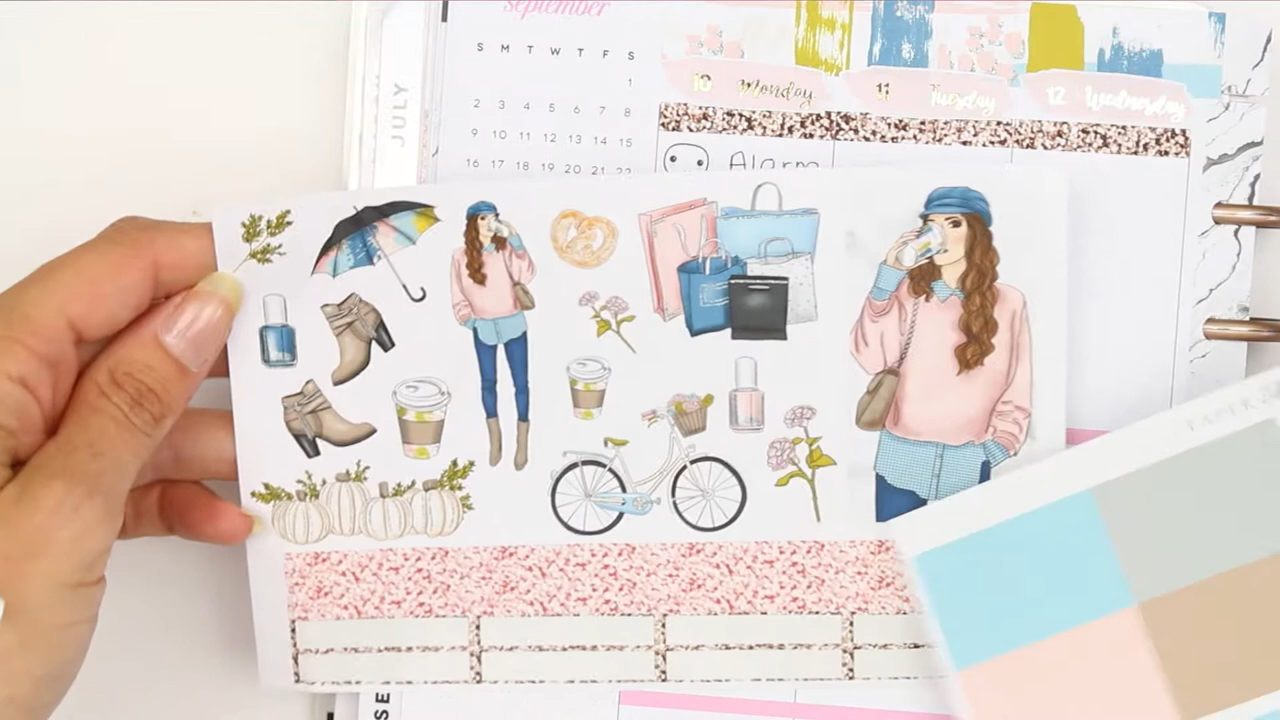 september
S M T W T F S
1
2 3 4 5 6 7 8
9 10 11 12 13 14 15
16 17 18 19 20 21 22
JULY
10 Monday
11 Tuesday
12 Wednesday
Alarm
SE